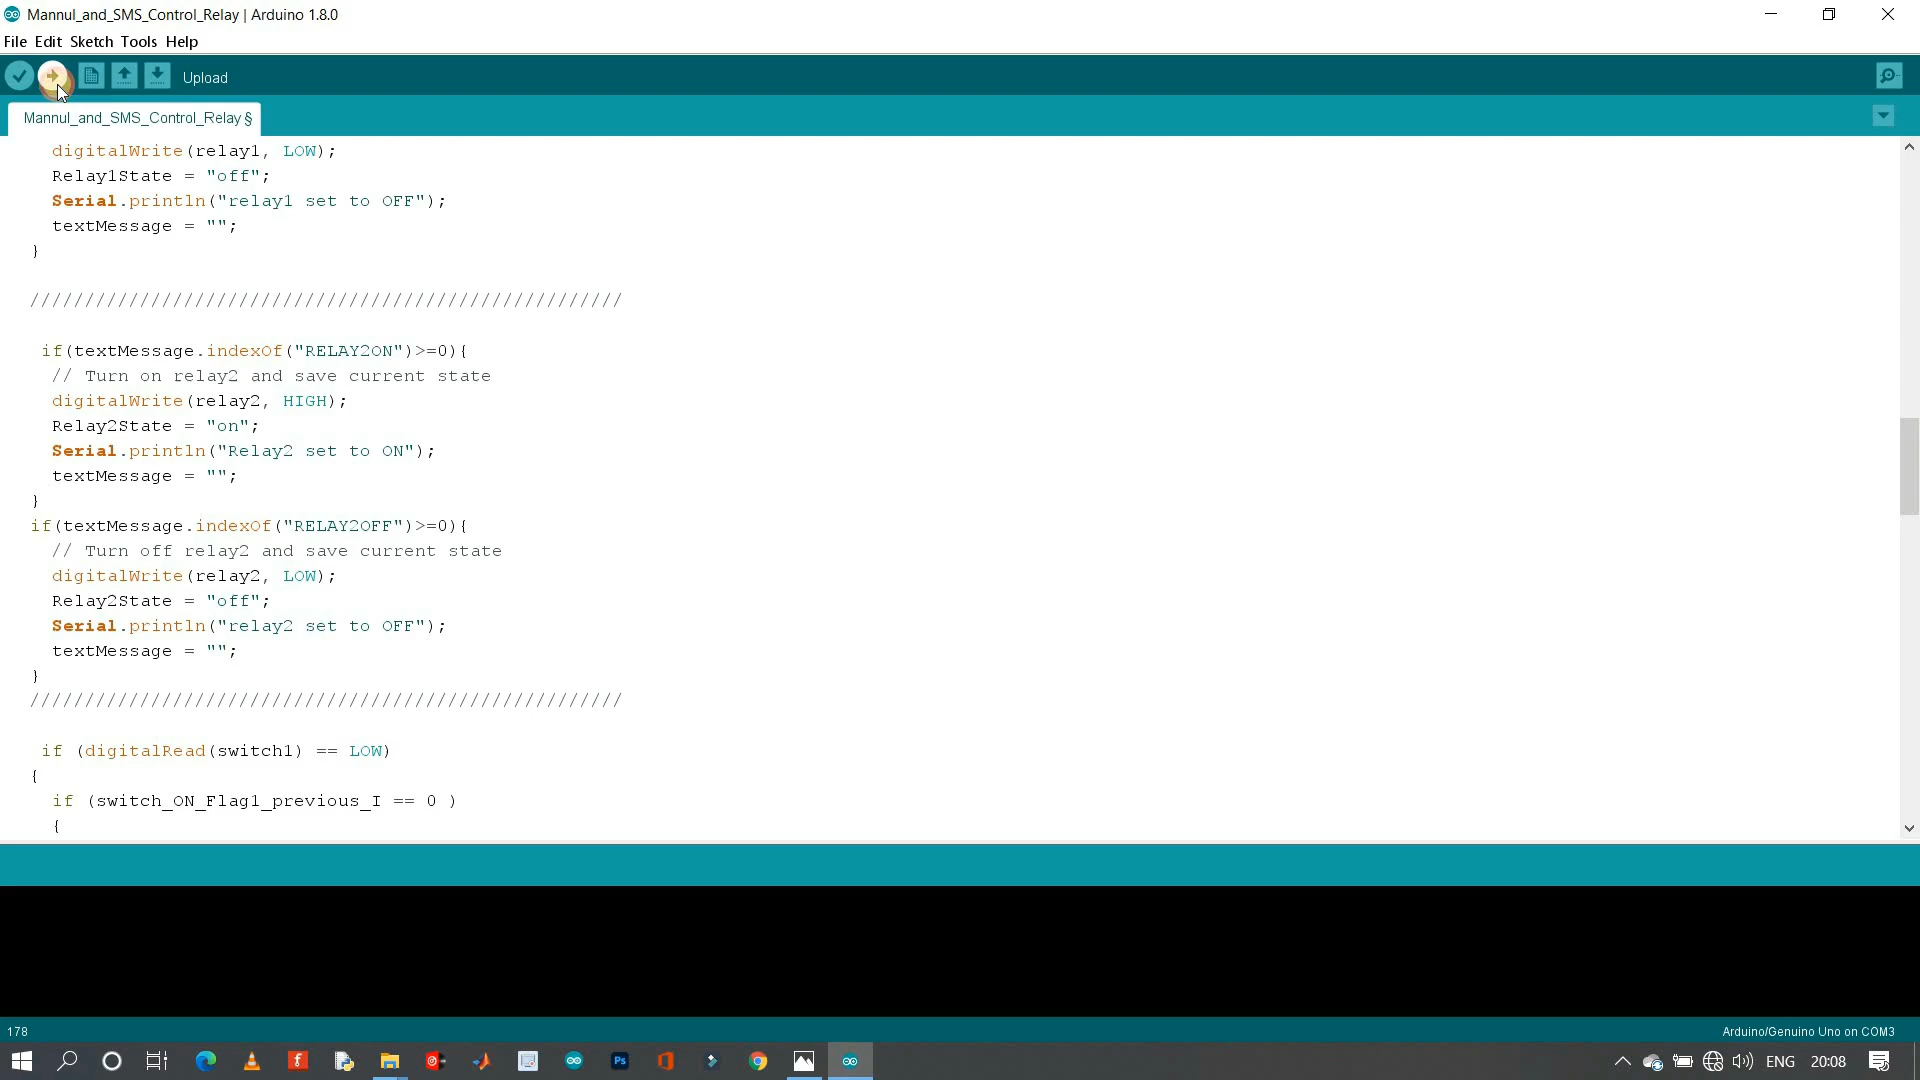 Mannul_and_SMS_Control_Relay | Arduino 1.8.0
File Edit Sketch Tools Help
Upload
Mannul_and_SMS_Control_Relay §
digitalWrite(relay1, LOW);
Relay1State = "off";
Serial.println("relay1 set to OFF");
textMessage = "";
}
//////////////////////////////////////////////////////
if(textMessage.indexOf("RELAY2ON")>=0){
// Turn on relay2 and save current state
digitalWrite(relay2, HIGH);
Relay2State = "on";
Serial.println("Relay2 set to ON");
textMessage = "";
}
if(textMessage.indexOf("RELAY2OFF")>=0){
// Turn off relay2 and save current state
digitalWrite(relay2, LOW);
Relay2State = "off";
Serial.println("relay2 set to OFF");
textMessage = "";
}
//////////////////////////////////////////////////////
if (digitalRead(switch1) == LOW)
{
if (switch_ON_Flag1_previous_I == 0 )
{
178
Arduino/Genuino Uno on COM3
f
Ps
ENG
20:08